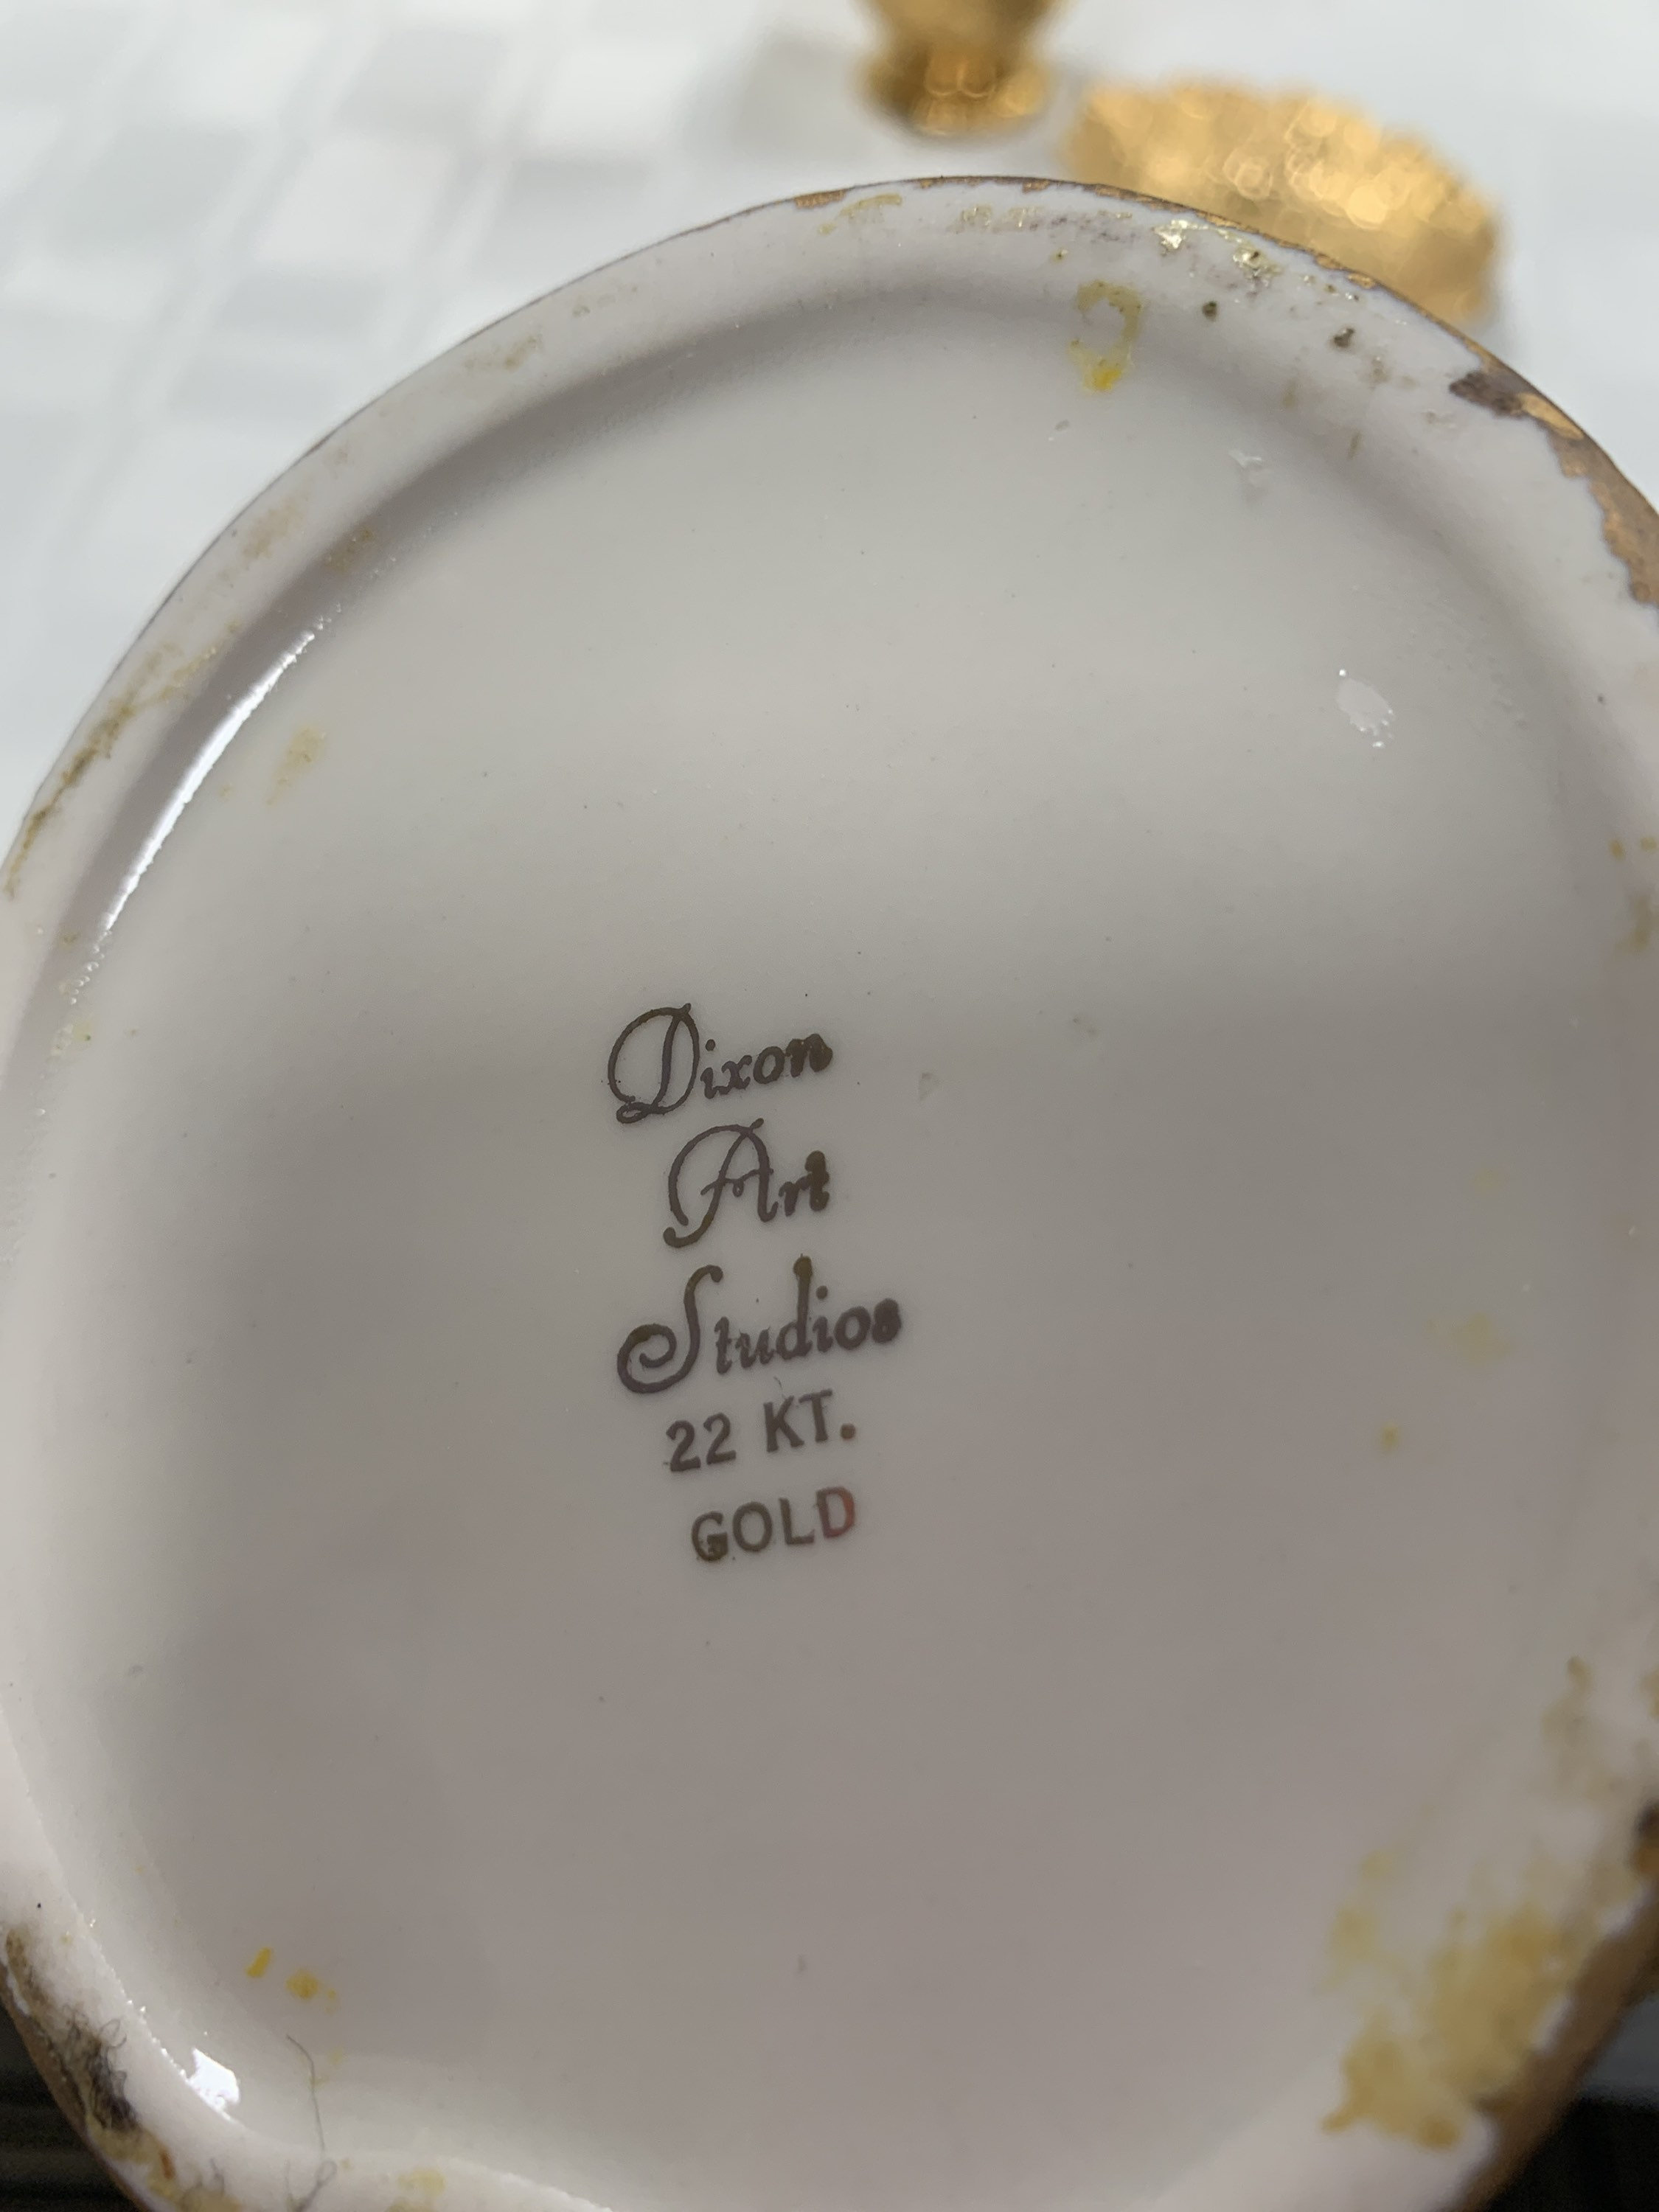 Dixon
Art
Studios
22 KT.
GOLD